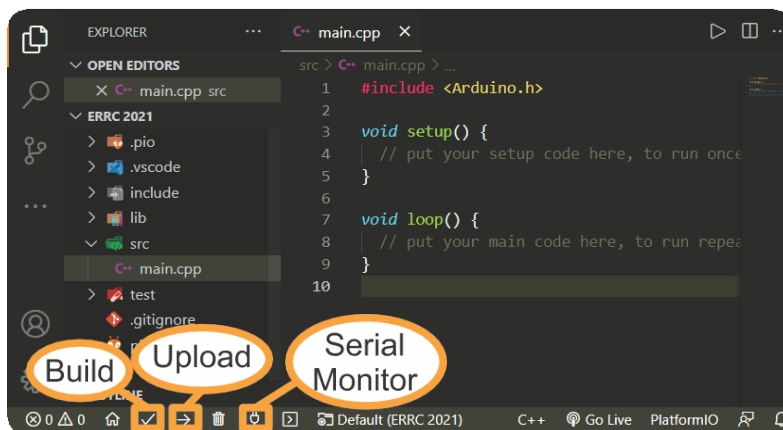 EXPLORER
main.cpp
OPEN EDITORS
main.cpp src
src > main.cpp > ...
1 #include <Arduino.h>
2
3 void setup() {
4 // put your setup code here, to run once
5 }
6
7 void loop() {
8 // put your main code here, to run repea
9 }
10
ERRC 2021
.pio
.vscode
include
lib
src
main.cpp
test
.gitignore
Build
Upload
Serial
Monitor
0 0 Default (ERRC 2021) C++ Go Live PlatformIO